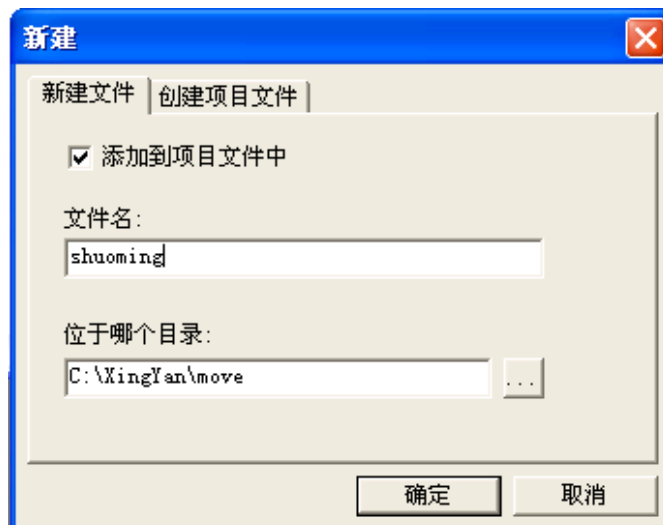 新建
新建文件 创建项目文件
添加到项目文件中
文件名:
shuoming
位于哪个目录:
C:\XingYan\move
...
确定 取消